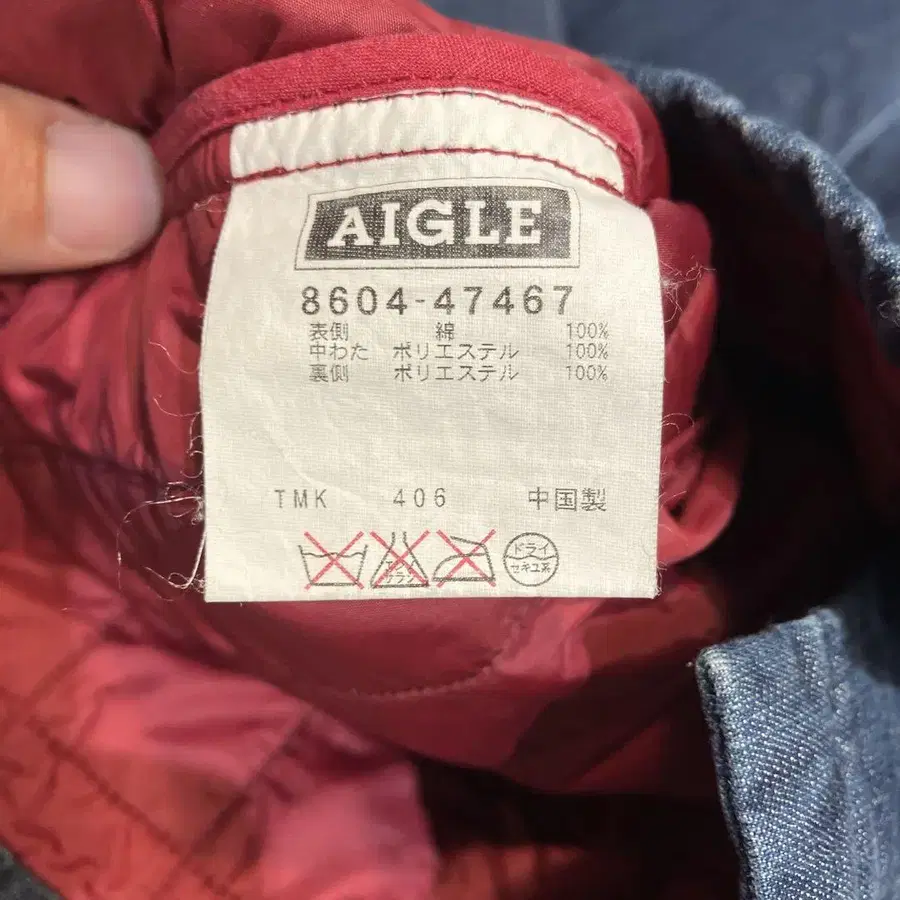 AIGLE
8604-47467
表側 綿 100%
中わた ポリエステル 100%
裏側 ポリエステル 100%
TMK 406 中国製
ドライ
セキユ系